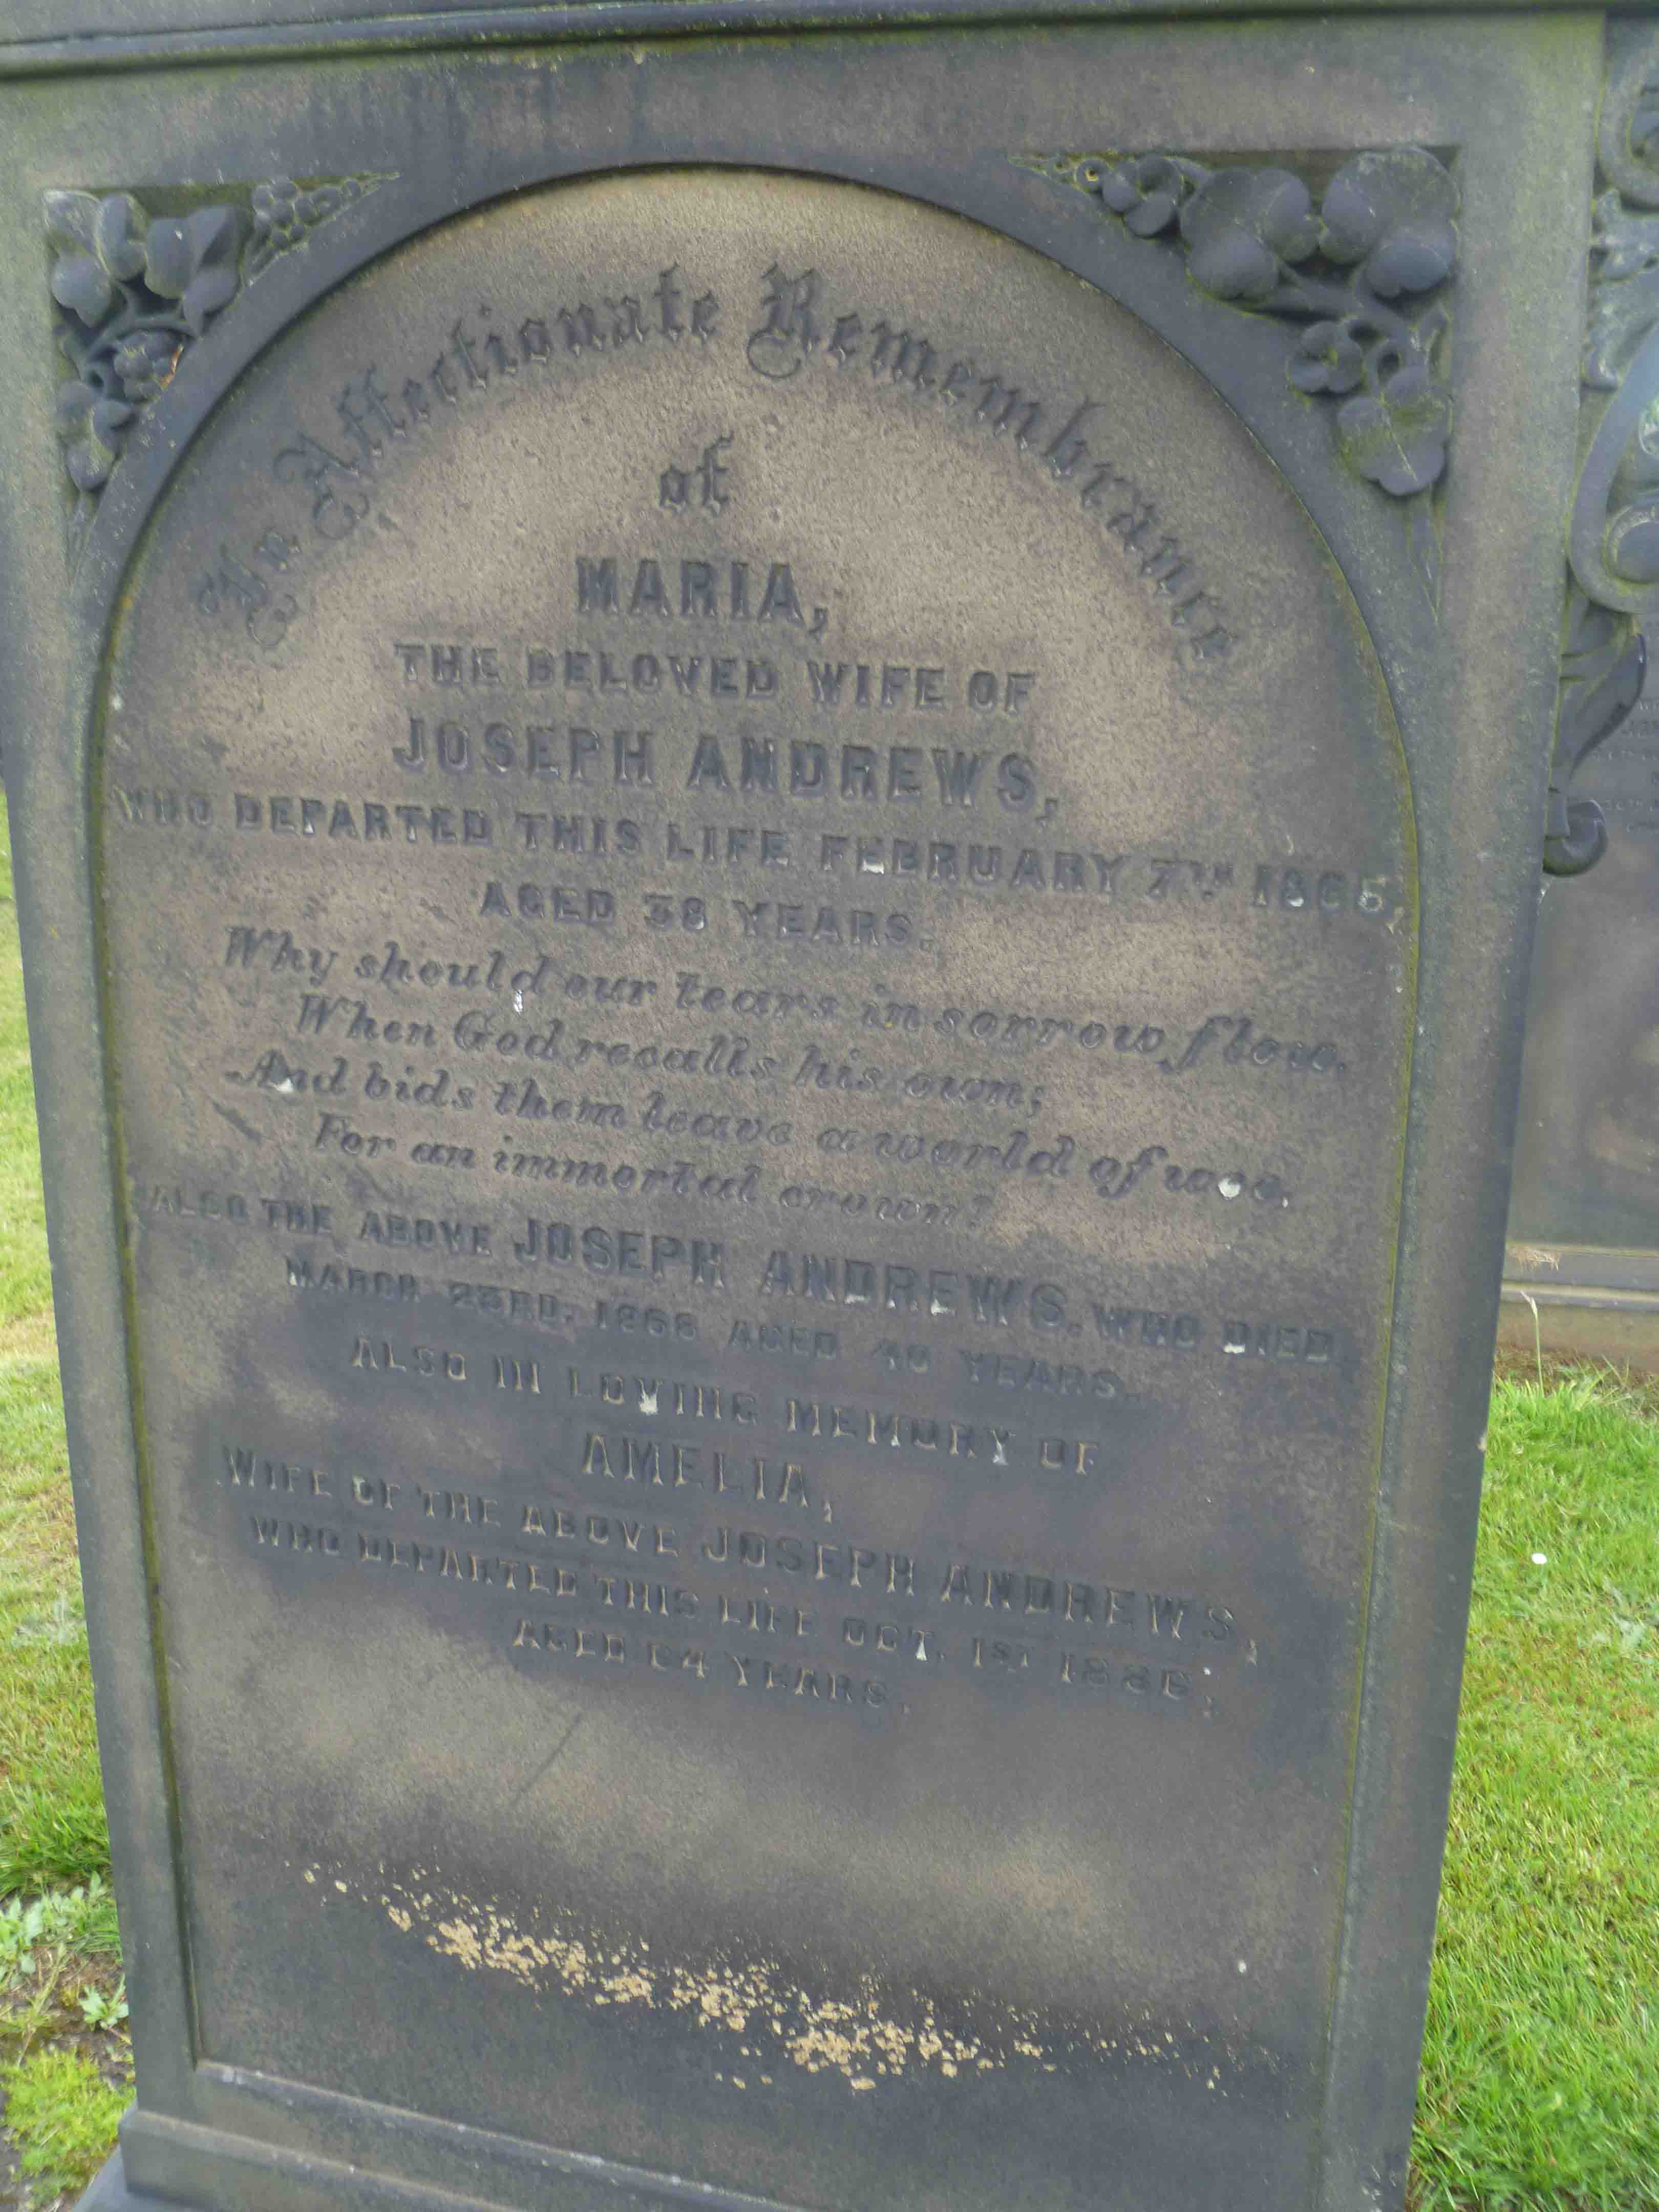 In Affectionate Remembrance
of
MARIA,
THE BELOVED WIFE OF
JOSEPH ANDREWS,
WHO DEPARTED THIS LIFE FEBRUARY 7TH 1865,
AGED 38 YEARS.
Why should our tears in sorrow flow.
When God recalls his own;
And bids them leave a world of woe.
For an immortal crown!
ALSO THE ABOVE JOSEPH ANDREWS. WHO DIED
MARCH 23RD. 1868 AGED 40 YEARS.
ALSO IN LOVING MEMORY OF
AMELIA,
WIFE OF THE ABOVE JOSEPH ANDREWS,
WHO DEPARTED THIS LIFE OCT. 1ST 1886;
AGED 64 YEARS.